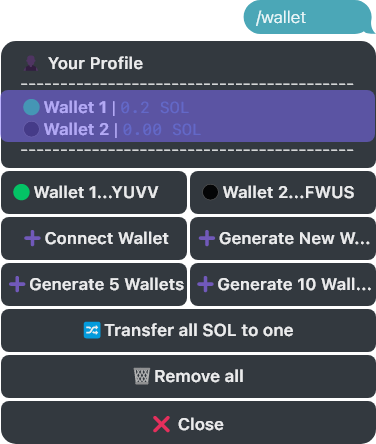 /wallet
Your Profile
------------------------------------
Wallet 1 | 0.2 SOL
Wallet 2 | 0.00 SOL
------------------------------------
Wallet 1...YUVV
Wallet 2...FWUS
Connect Wallet
Generate New W...
Generate 5 Wallets
Generate 10 Wall...
Transfer all SOL to one
Remove all
Close